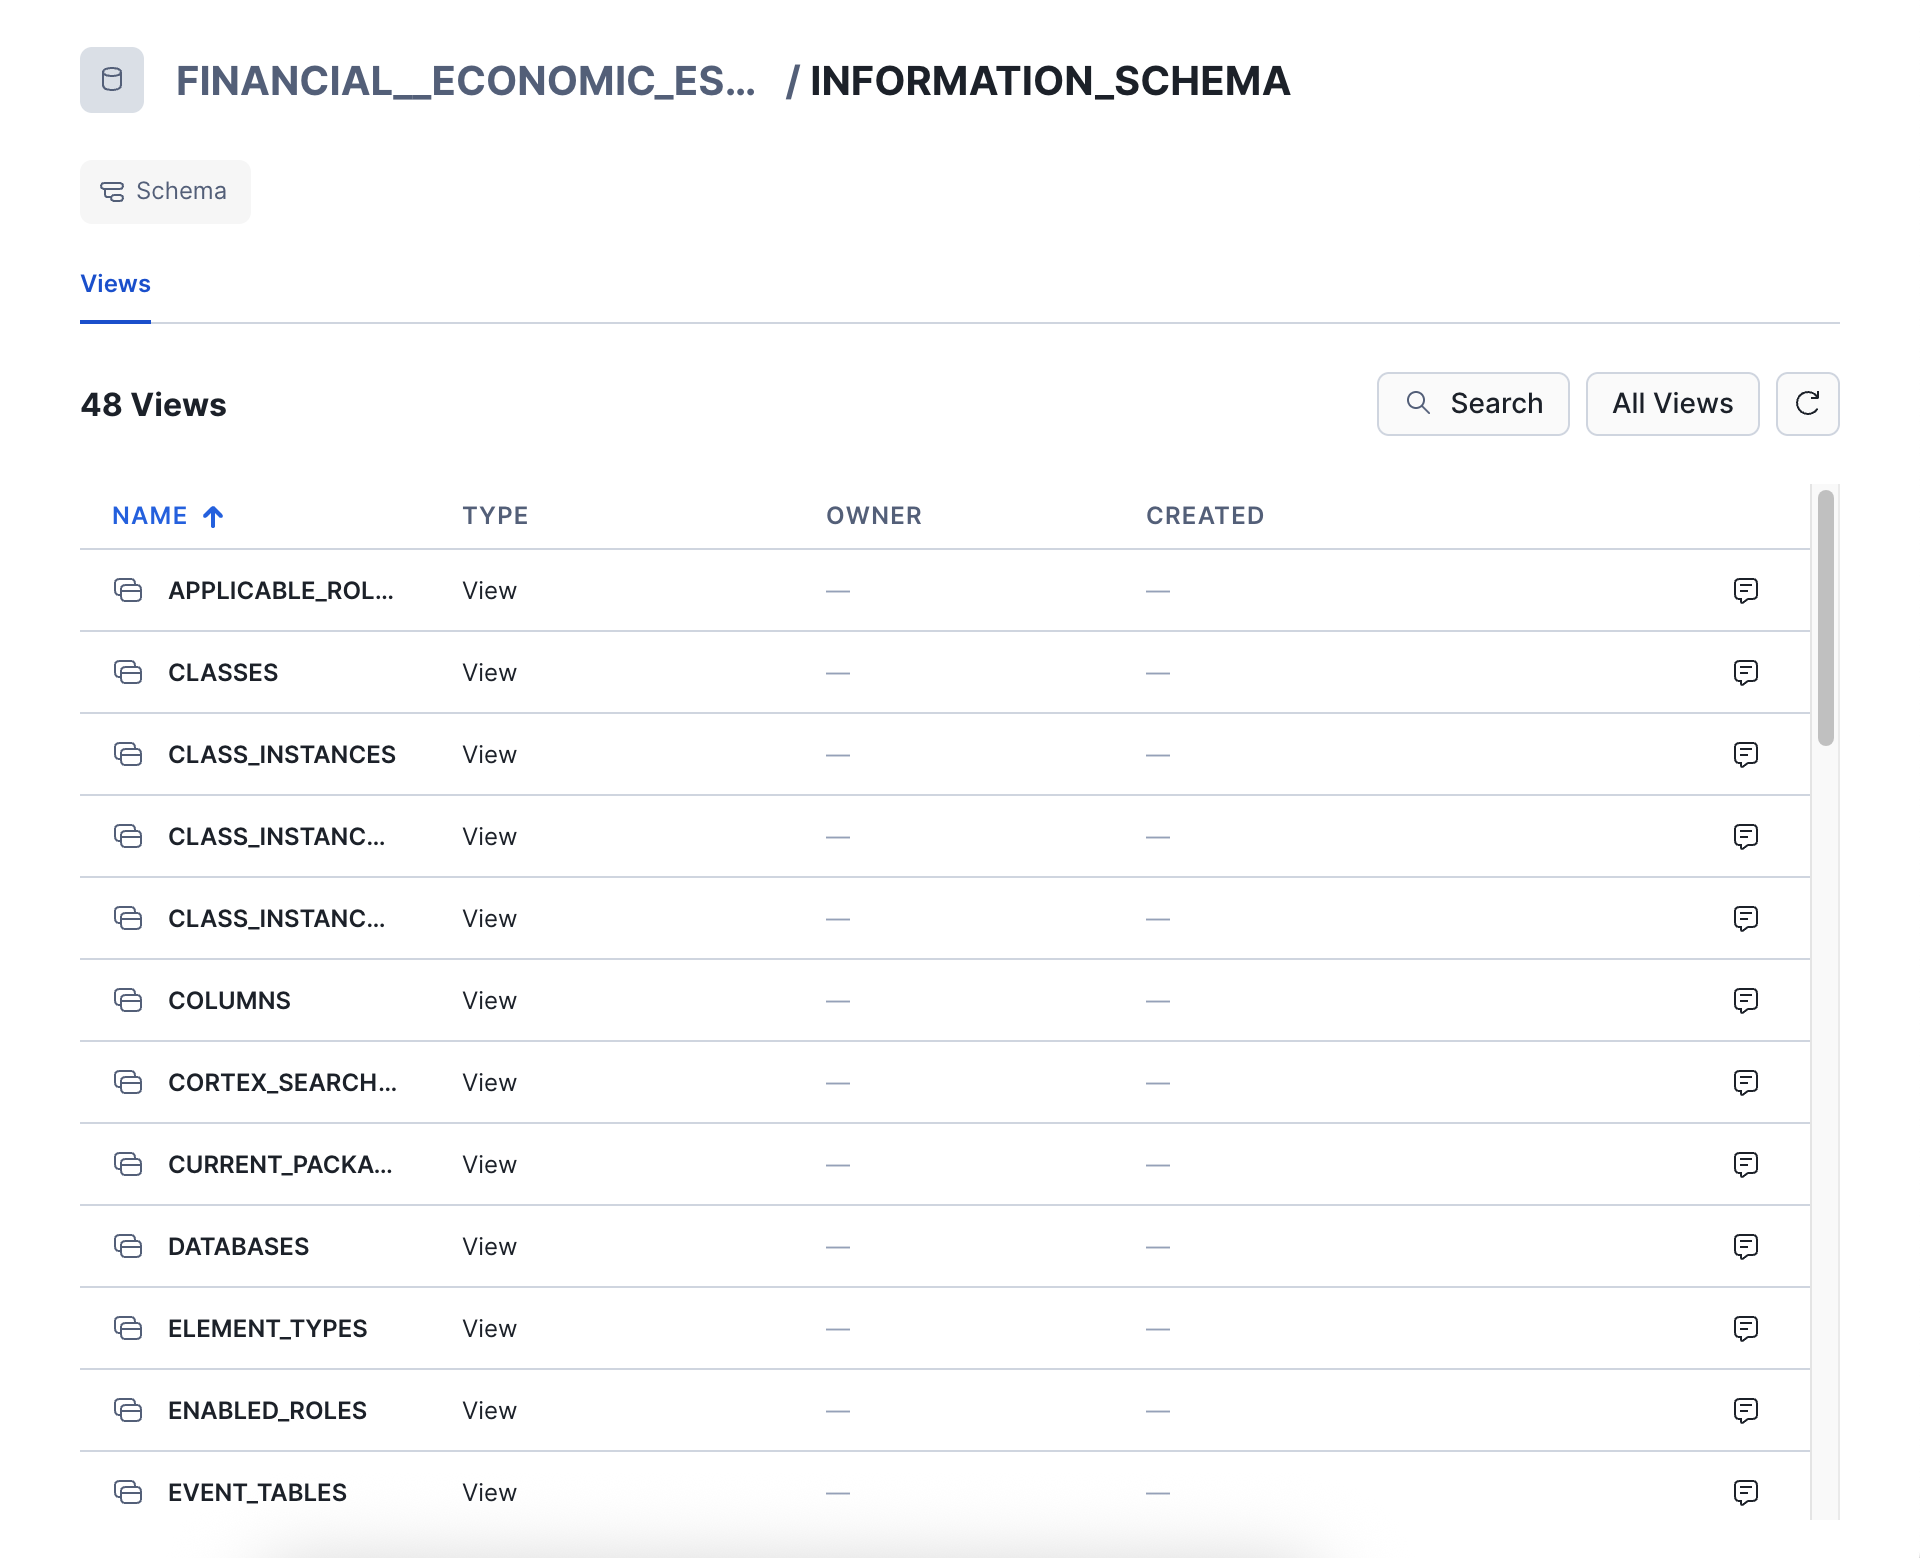 FINANCIAL__ECONOMIC_ES... / INFORMATION_SCHEMA
Schema
Views
48 Views
Search
All Views
NAME TYPE OWNER CREATED
APPLICABLE_ROL... View — —
CLASSES View — —
CLASS_INSTANCES View — —
CLASS_INSTANC... View — —
CLASS_INSTANC... View — —
COLUMNS View — —
CORTEX_SEARCH... View — —
CURRENT_PACKA... View — —
DATABASES View — —
ELEMENT_TYPES View — —
ENABLED_ROLES View — —
EVENT_TABLES View — —